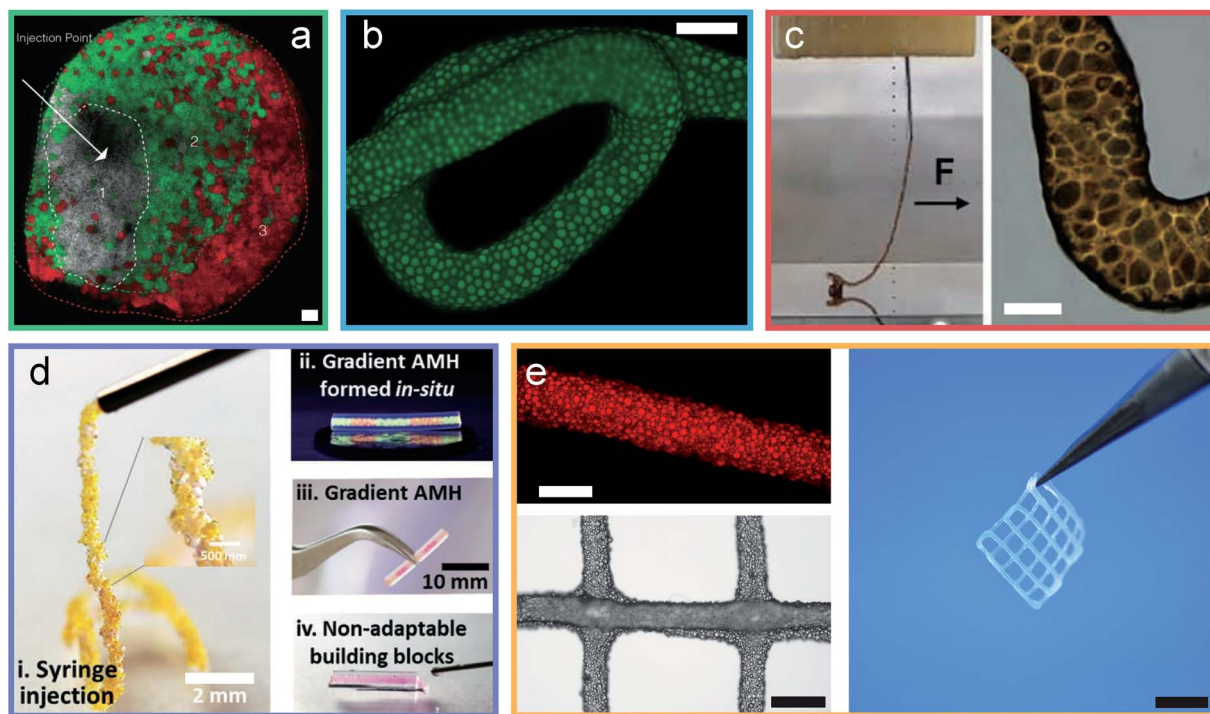 a
Injection Point
1
2
3
b
c
F
d
i. Syringe
injection
500 mm
2 mm
ii. Gradient AMH
formed in-situ
iii. Gradient AMH
10 mm
iv. Non-adaptable
building blocks
e